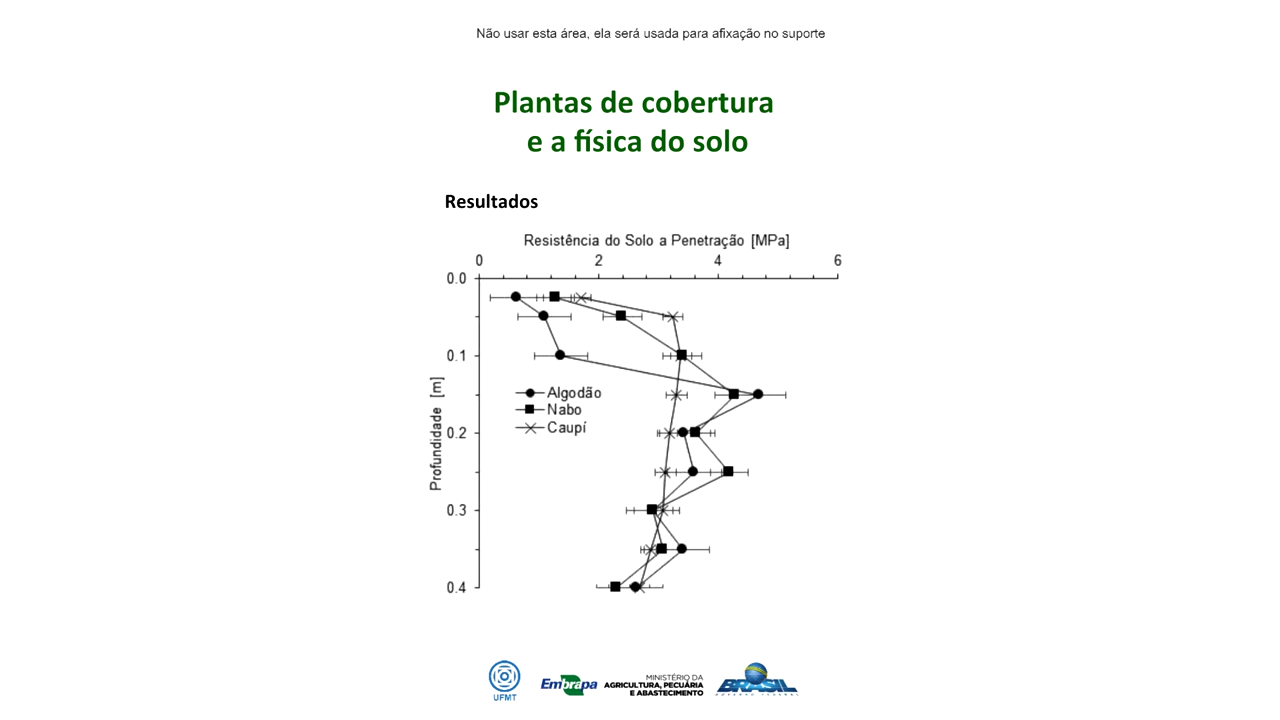 Não usar esta área, ela será usada para afixação no suporte
Plantas de cobertura
e a física do solo
Resultados
Resistência do Solo a Penetração [MPa]
0 2 4 6
0.0
0.1
0.2
0.3
0.4
Profundidade [m]
Algodão
Nabo
Caupí
UFMT
Embrapa
MINISTÉRIO DA
AGRICULTURA, PECUÁRIA
E ABASTECIMENTO
BRASIL
GOVERNO FEDERAL